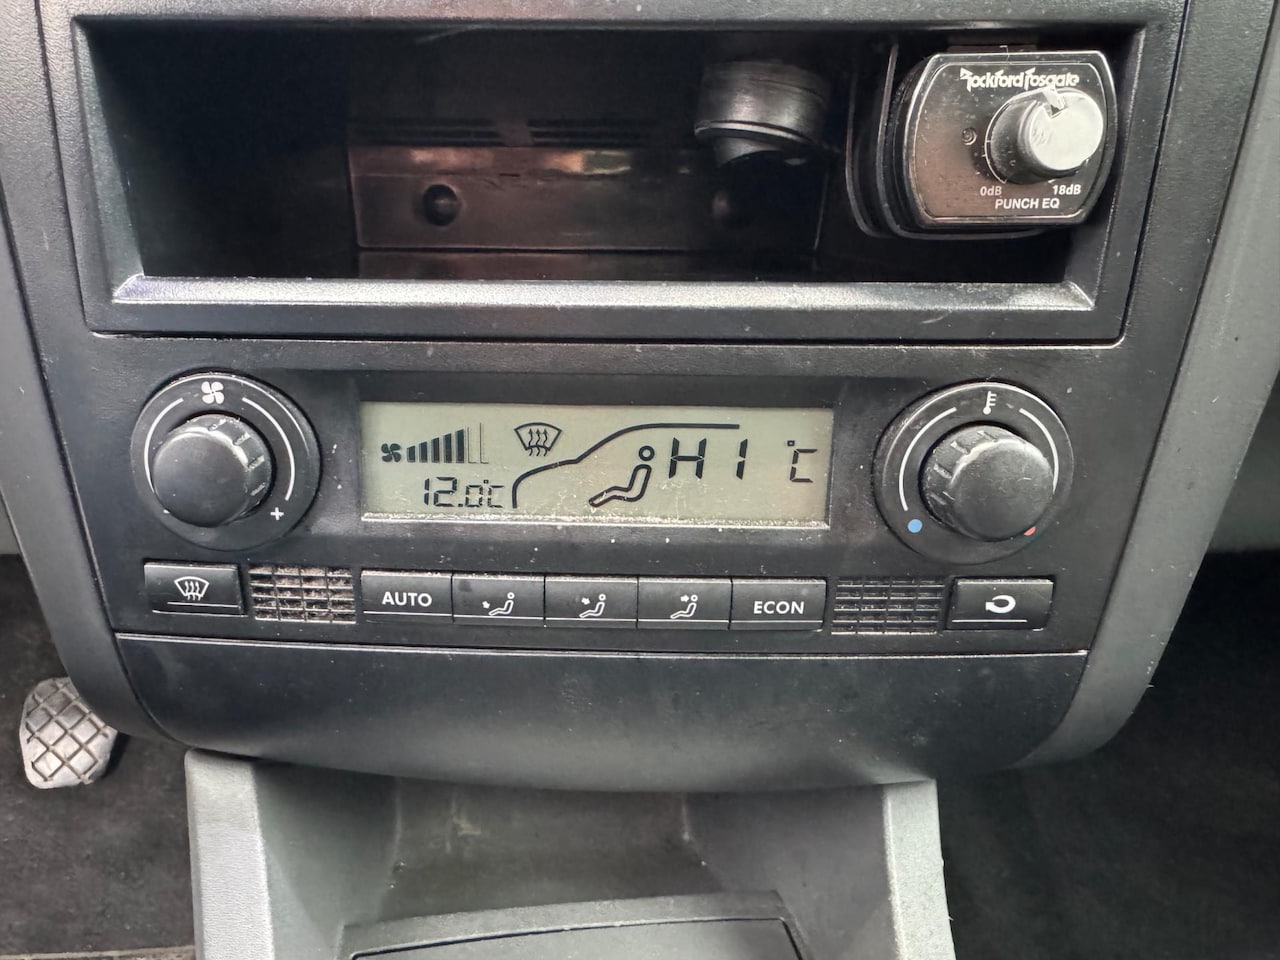 Rockford Fosgate
0dB 18dB
PUNCH EQ
HI °C
12.0°C
+
AUTO
ECON